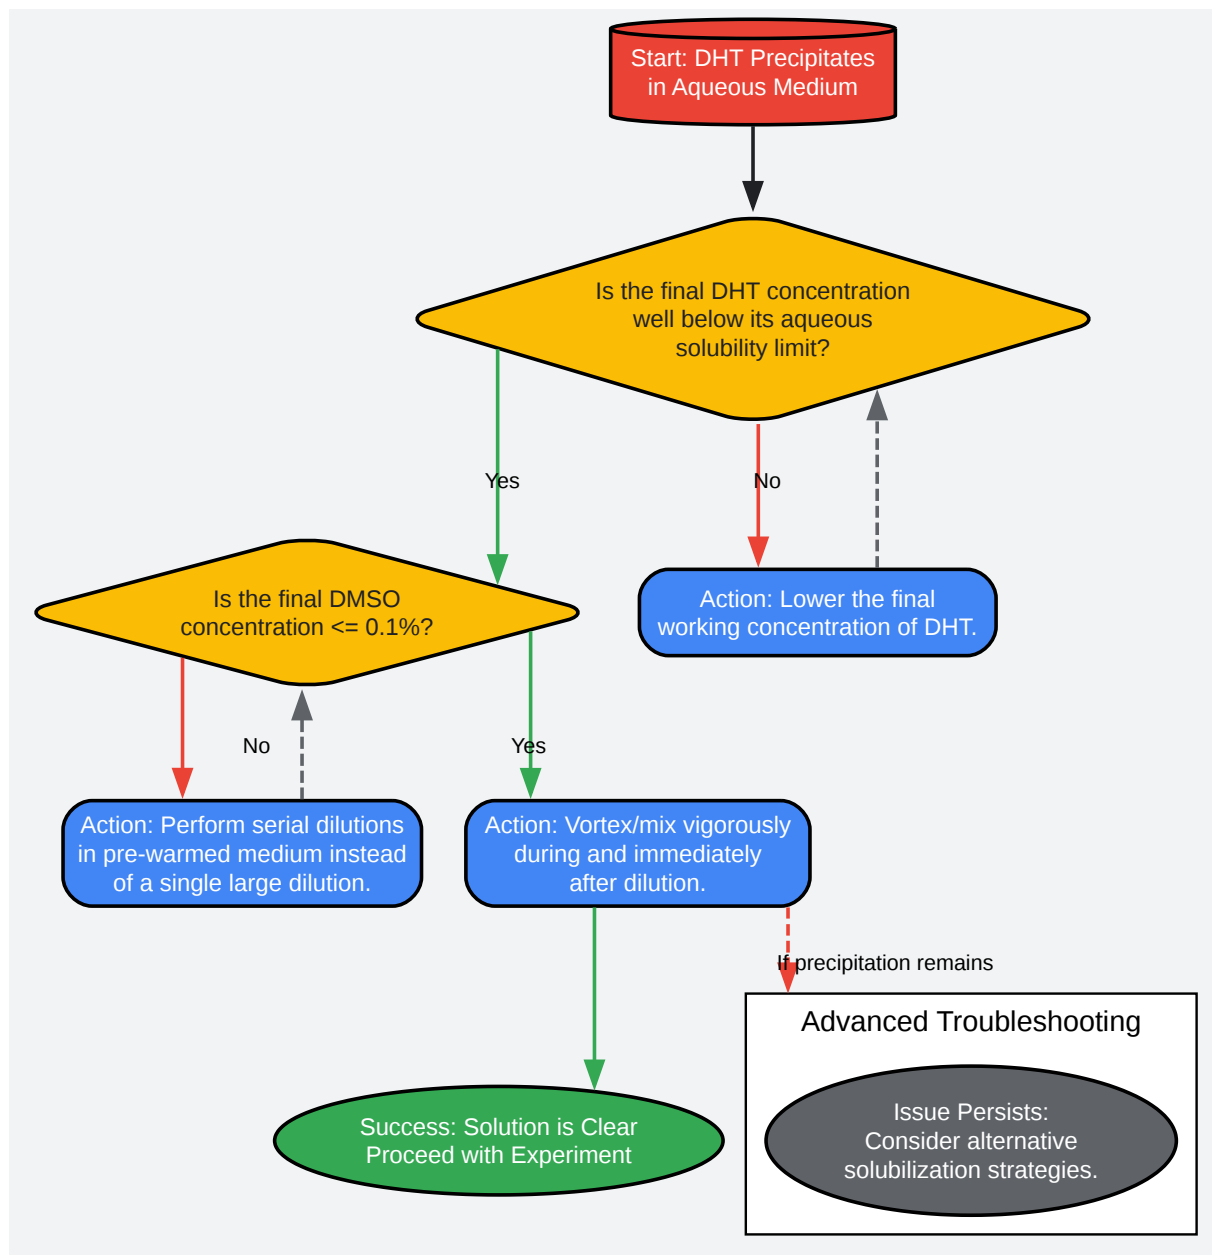 Start: DHT Precipitates
in Aqueous Medium
Is the final DHT concentration
well below its aqueous
solubility limit?
Yes
No
Is the final DMSO
concentration <= 0.1%?
Action: Lower the final
working concentration of DHT.
No
Yes
Action: Perform serial dilutions
in pre-warmed medium instead
of a single large dilution.
Action: Vortex/mix vigorously
during and immediately
after dilution.
If precipitation remains
Advanced Troubleshooting
Success: Solution is Clear
Proceed with Experiment
Issue Persists:
Consider alternative
solubilization strategies.